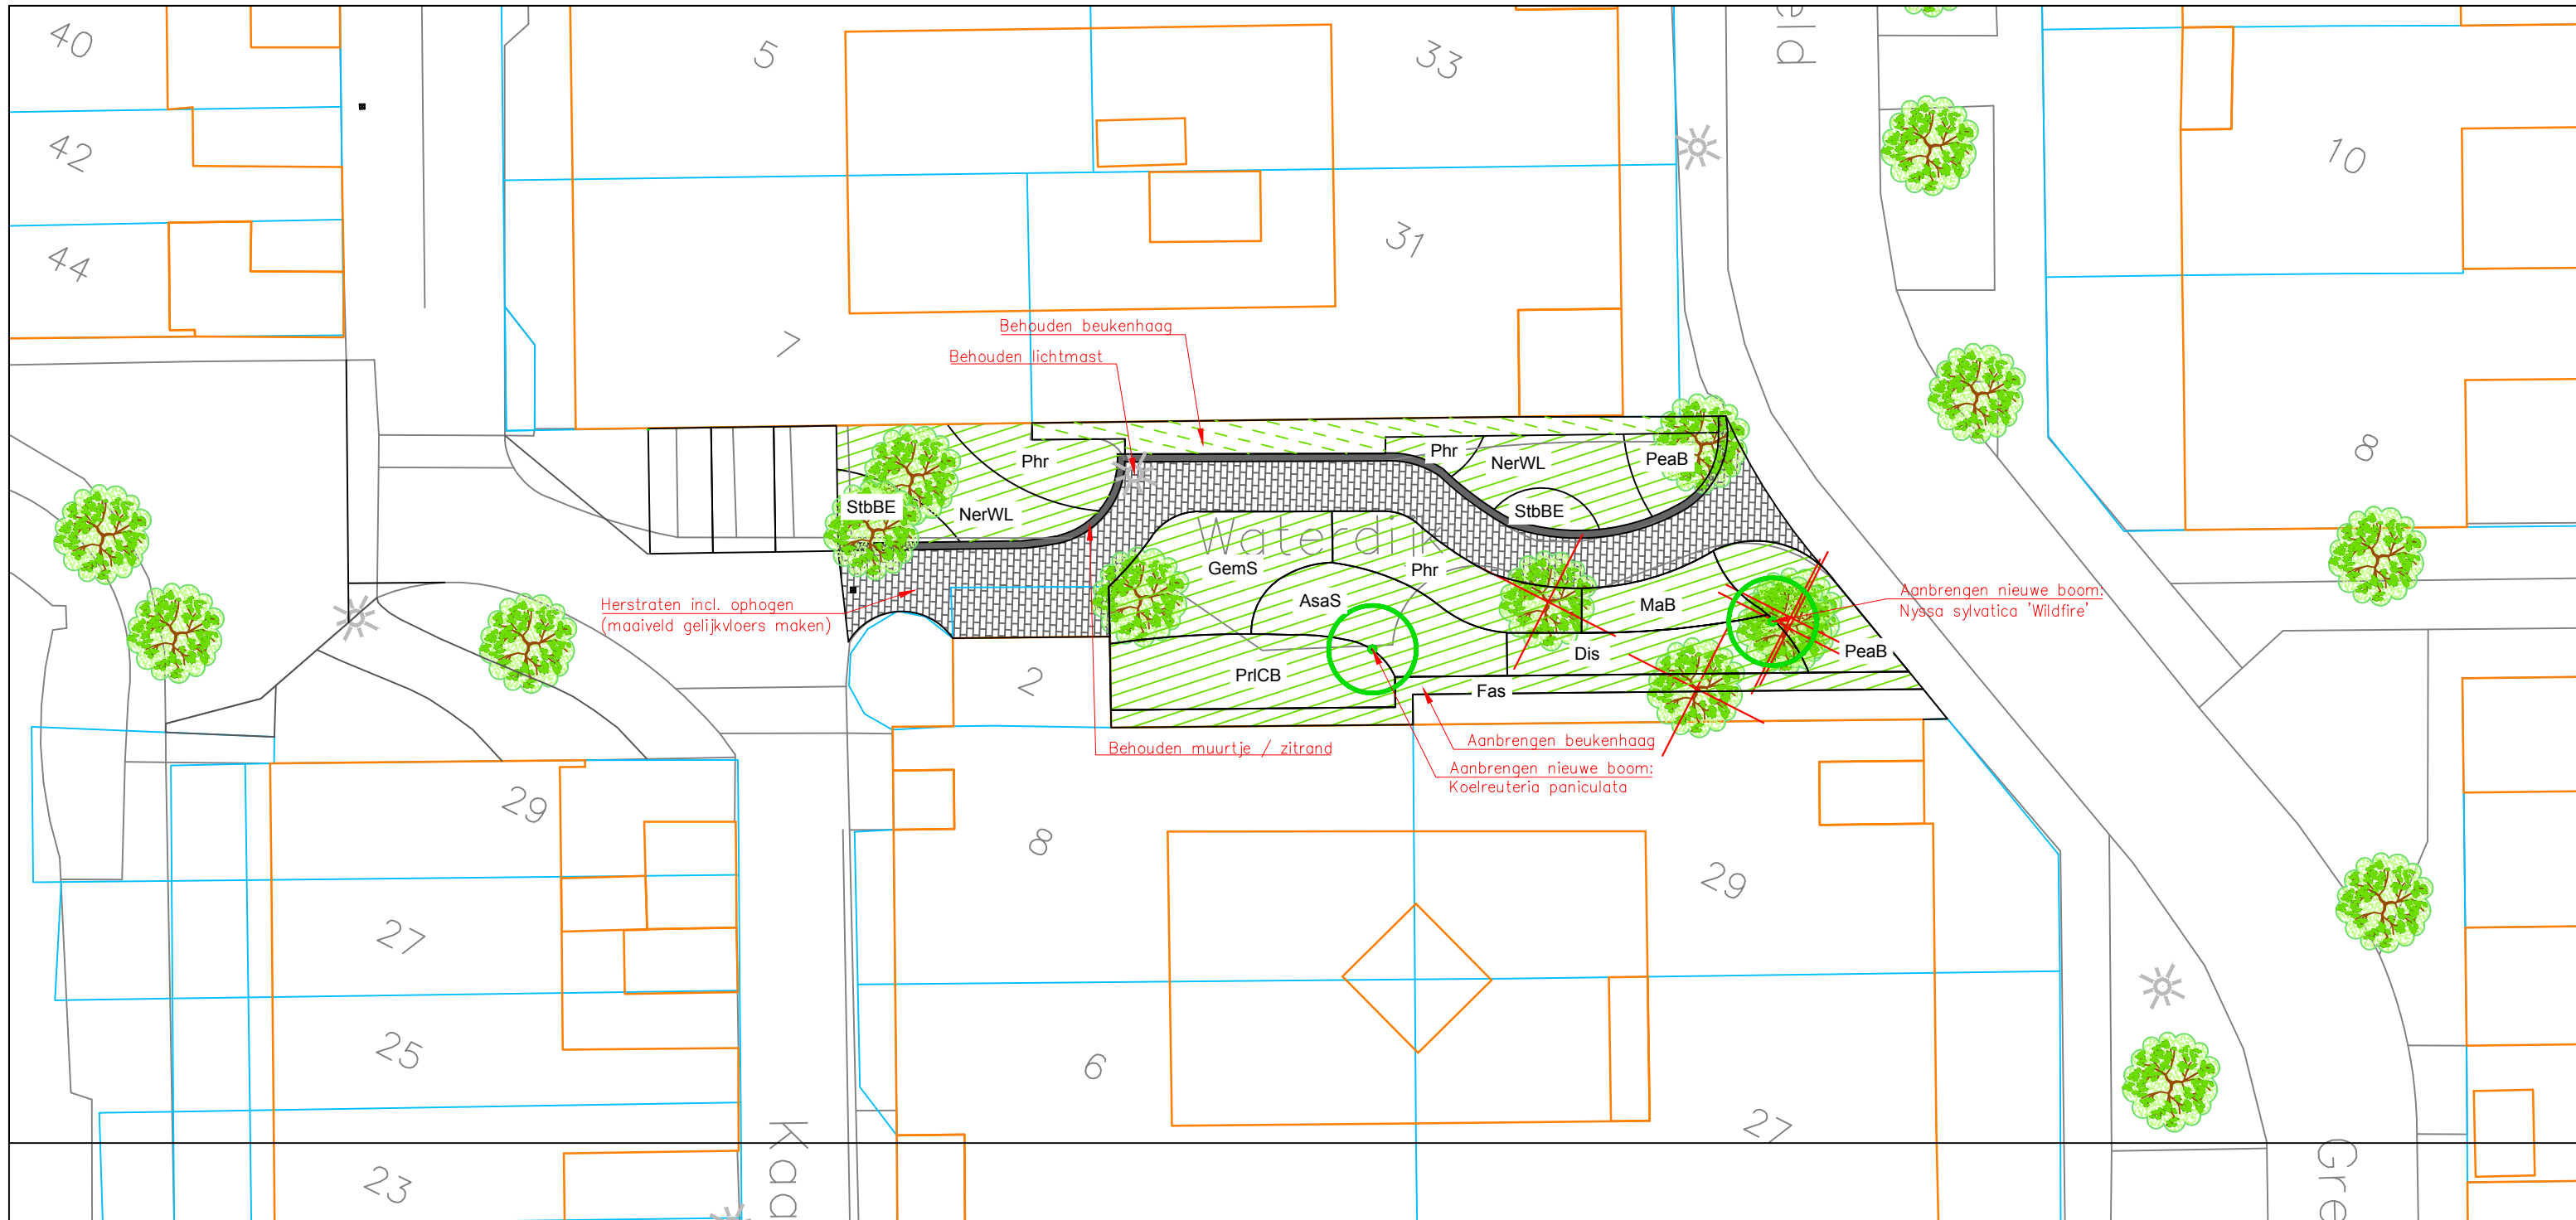 40
5
33
eld
42
10
44
31
7
8
Behouden beukenhaag
Behouden lichtmast
Phr
Phr
NerWL
PeaB
StbBE
NerWL
StbBE
Waterdijk
GemS
Phr
AsaS
MaB
Herstraten incl. ophogen
(maaiveld gelijkvloers maken)
Aanbrengen nieuwe boom:
Nyssa sylvatica 'Wildfire'
Dis
PeaB
2
PrlCB
Fas
Behouden muurtje / zitrand
Aanbrengen beukenhaag
Aanbrengen nieuwe boom:
Koelreuteria paniculata
29
8
29
27
25
6
27
23
Kaa
Gre